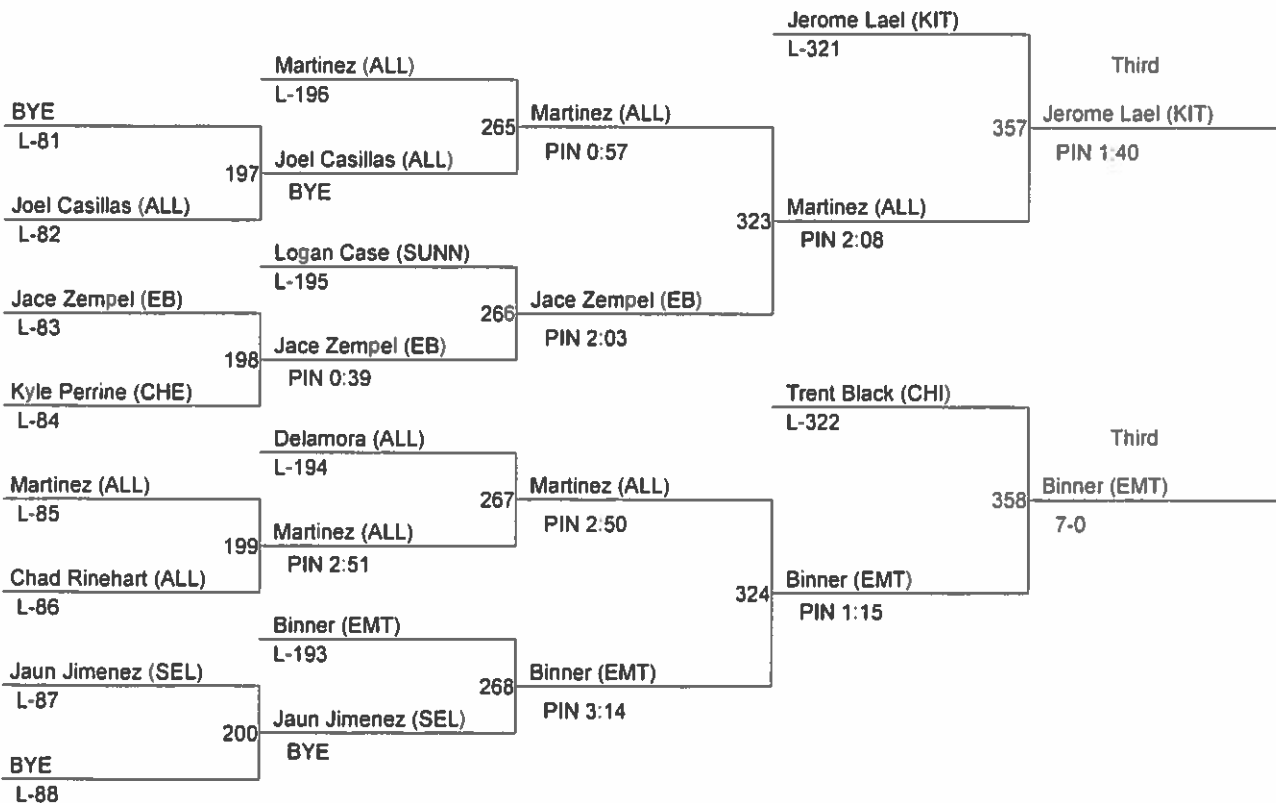 Jerome Lael (KIT)
L-321
Third
Martinez (ALL)
L-196
BYE
L-81
265
Martinez (ALL)
PIN 0:57
357
Jerome Lael (KIT)
PIN 1:40
197
Joel Casillas (ALL)
BYE
Joel Casillas (ALL)
L-82
323
Martinez (ALL)
PIN 2:08
Logan Case (SUNN)
L-195
Jace Zempel (EB)
L-83
266
Jace Zempel (EB)
PIN 2:03
198
Jace Zempel (EB)
PIN 0:39
Kyle Perrine (CHE)
L-84
Trent Black (CHI)
L-322
Third
Delamora (ALL)
L-194
Martinez (ALL)
L-85
267
Martinez (ALL)
PIN 2:50
358
Binner (EMT)
7-0
199
Martinez (ALL)
PIN 2:51
Chad Rinehart (ALL)
L-86
324
Binner (EMT)
PIN 1:15
Binner (EMT)
L-193
Jaun Jimenez (SEL)
L-87
268
Binner (EMT)
PIN 3:14
200
Jaun Jimenez (SEL)
BYE
BYE
L-88